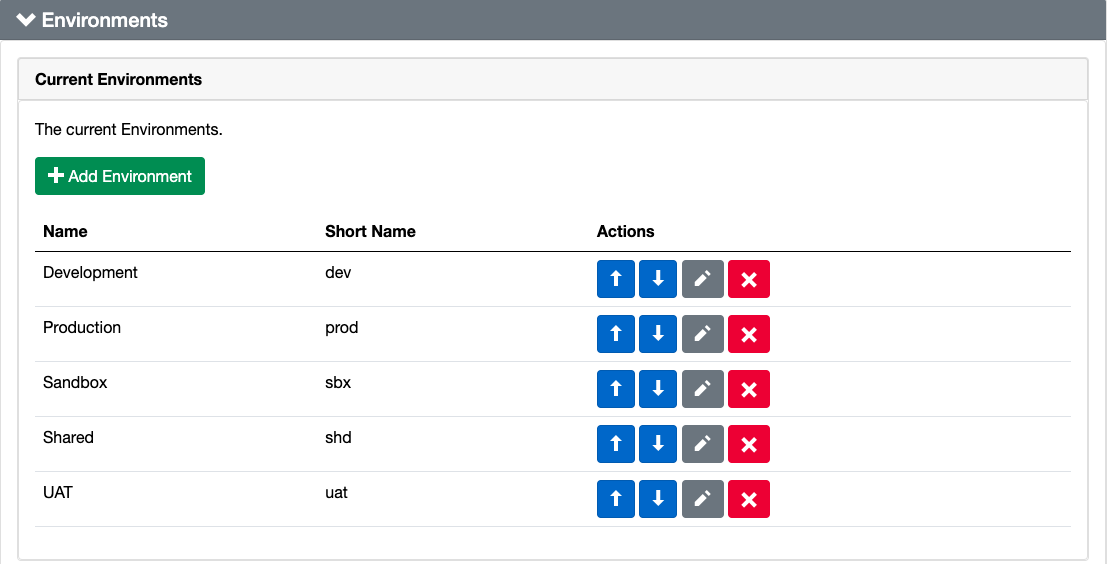 Environments
Current Environments
The current Environments.
Add Environment
Name Short Name Actions
Development dev
Production prod
Sandbox sbx
Shared shd
UAT uat